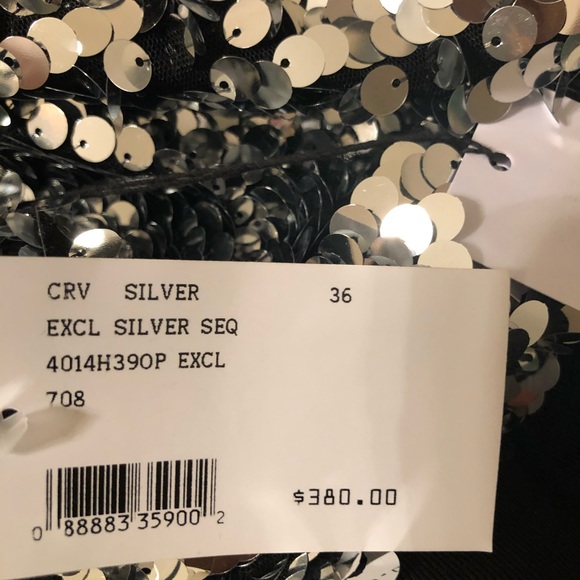 CRV SILVER 36
EXCL SILVER SEQ
4014H390P EXCL
708
$380.00
0 88883 35900 2